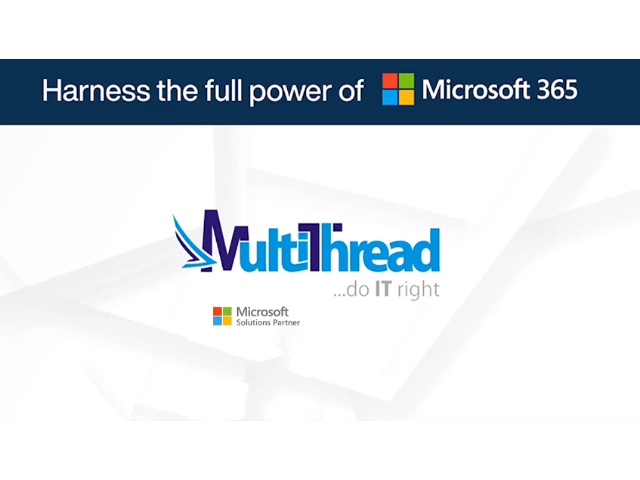 Harness the full power of Microsoft 365
MultiThread
...do IT right
Microsoft
Solutions Partner